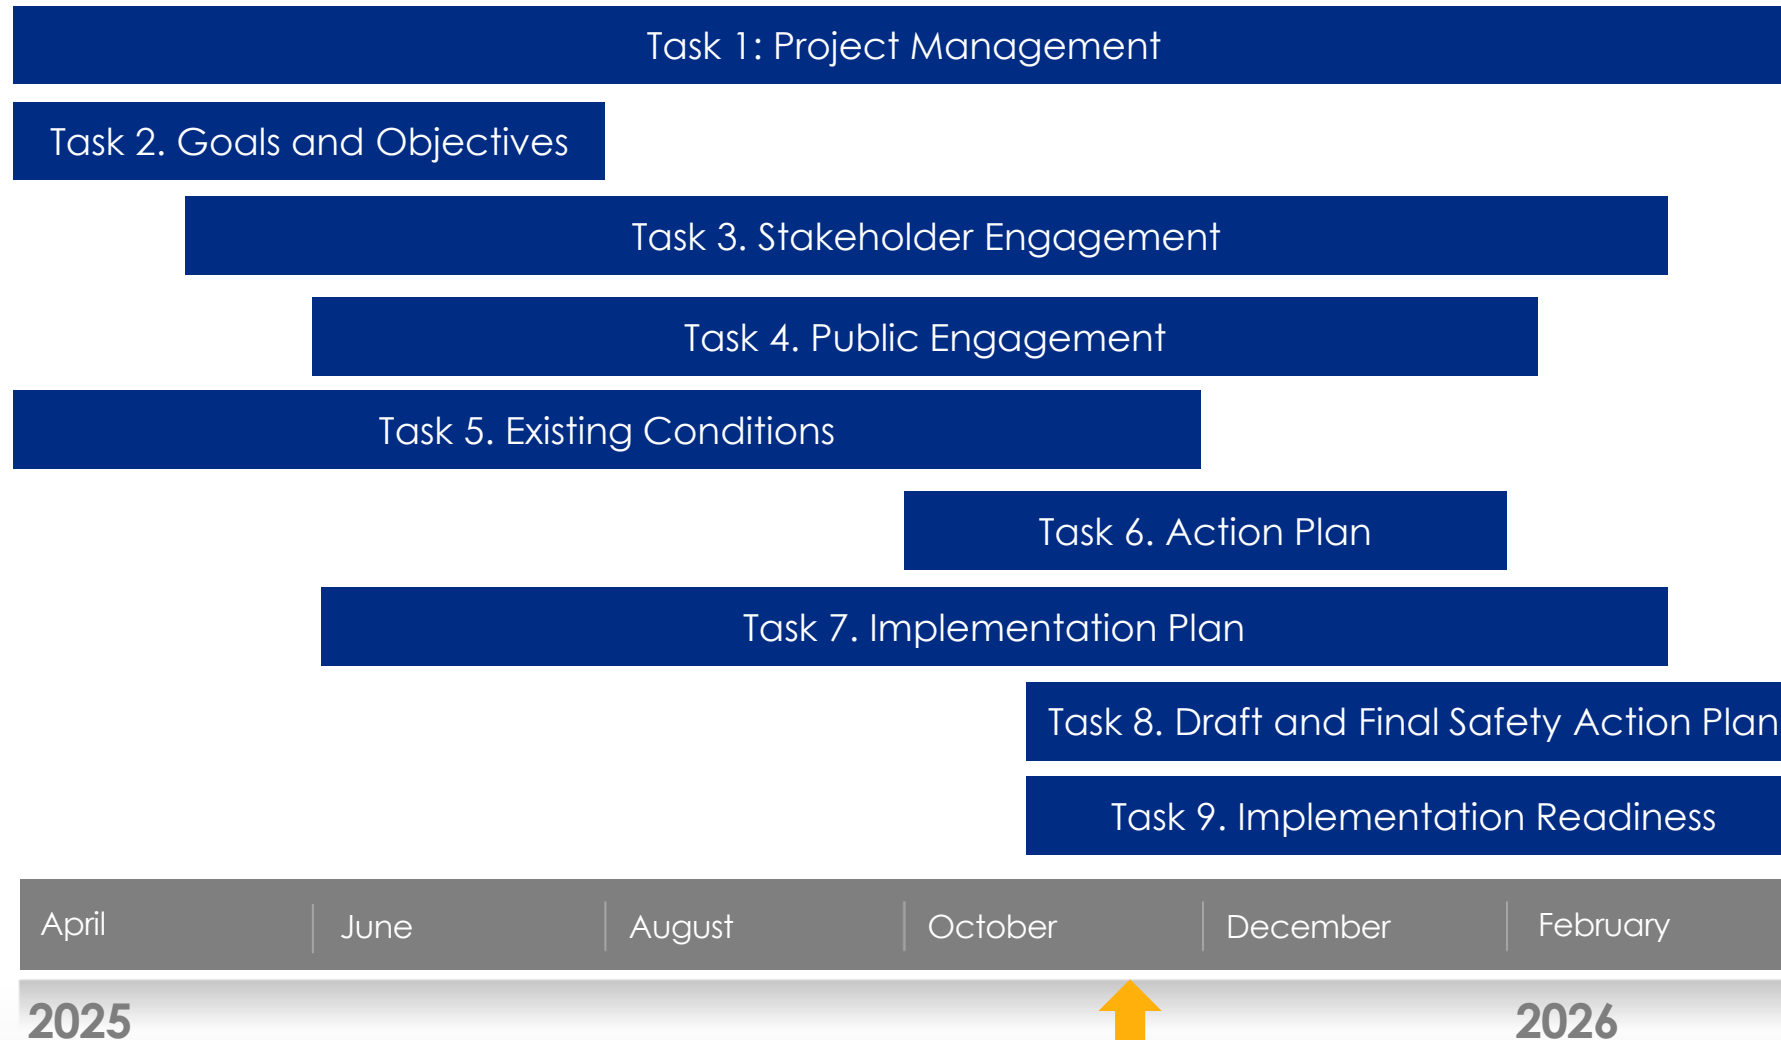 Task 1: Project Management
Task 2. Goals and Objectives
Task 3. Stakeholder Engagement
Task 4. Public Engagement
Task 5. Existing Conditions
Task 6. Action Plan
Task 7. Implementation Plan
Task 8. Draft and Final Safety Action Plan
Task 9. Implementation Readiness
April June August October December February
2025 2026